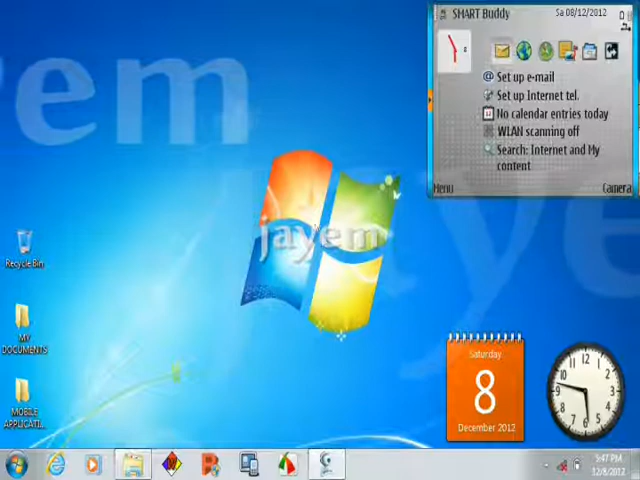 SMART Buddy
Sa 08/12/2012
Set up e-mail
Set up Internet tel.
No calendar entries today
WLAN scanning off
Search: Internet and My
content
Menu
Camera
em
jayem
Recycle Bin
MY
DOCUMENTS
MOBILE
APPLICATI...
Saturday
8
December 2012
9:47 PM
12/8/2012